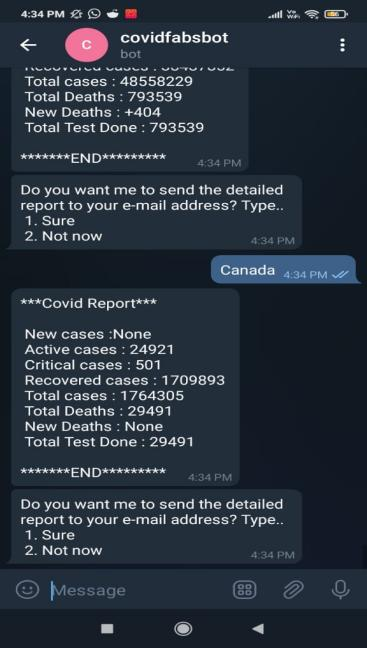 4:34 PM
covidfabsbot
C
bot
Total cases : 48558229
Total Deaths : 793539
New Deaths : +404
Total Test Done : 793539
*******END*********
4:34 PM
Do you want me to send the detailed
report to your e-mail address? Type..
1. Sure
2. Not now
4:34 PM
Canada 4:34 PM
***Covid Report***
New cases :None
Active cases : 24921
Critical cases : 501
Recovered cases : 1709893
Total cases : 1764305
Total Deaths : 29491
New Deaths : None
Total Test Done : 29491
*******END*********
4:34 PM
Do you want me to send the detailed
report to your e-mail address? Type..
1. Sure
2. Not now
4:34 PM
Message